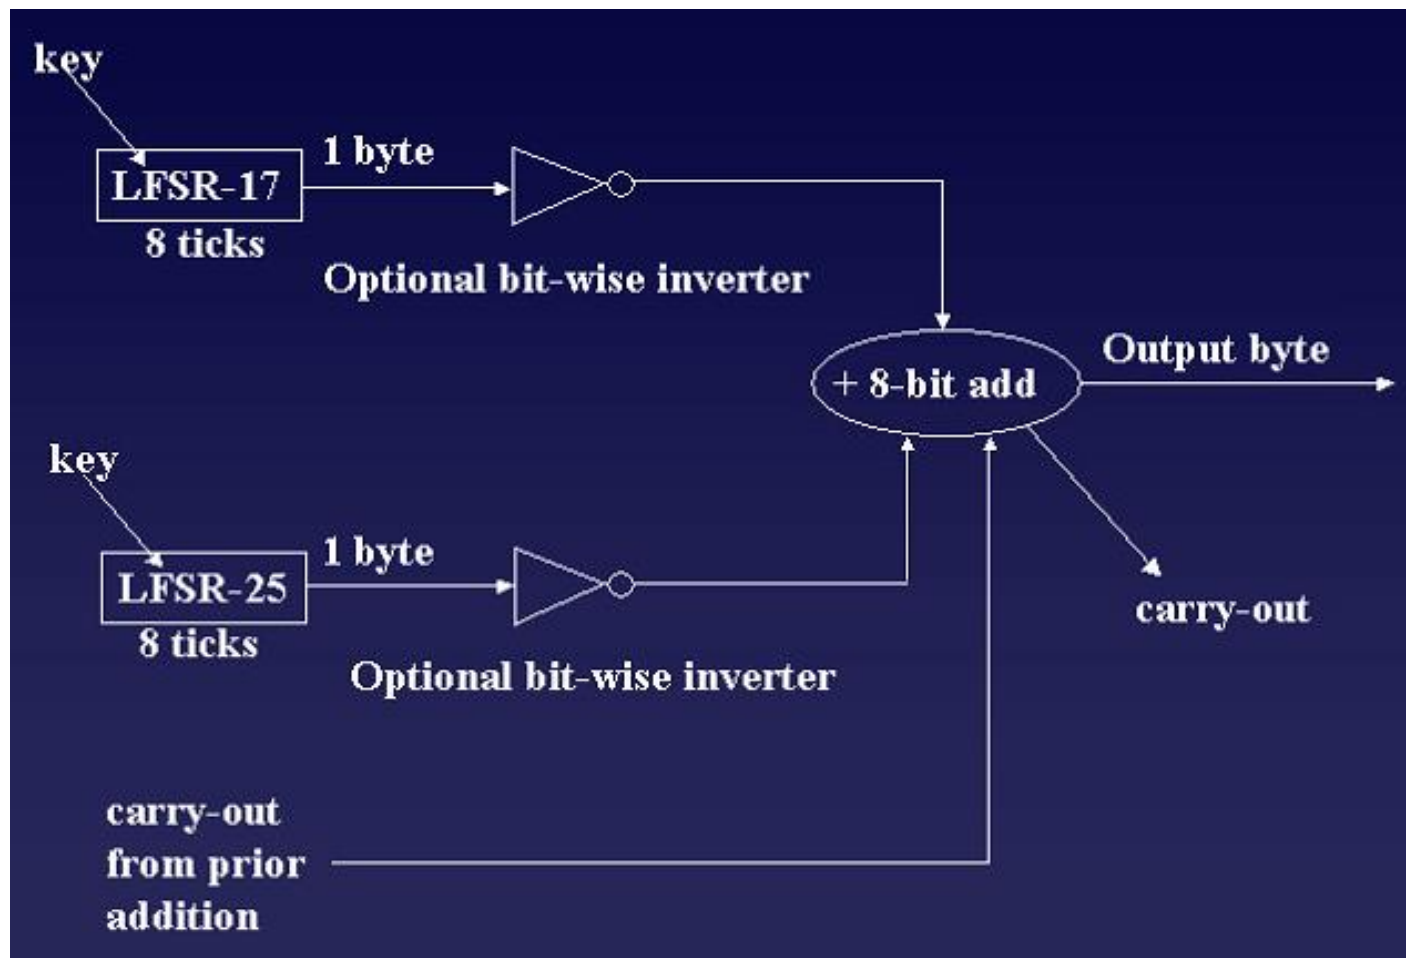 key
1 byte
LFSR-17
8 ticks
Optional bit-wise inverter
Output byte
+ 8-bit add
key
1 byte
LFSR-25
8 ticks
carry-out
Optional bit-wise inverter
carry-out
from prior
addition